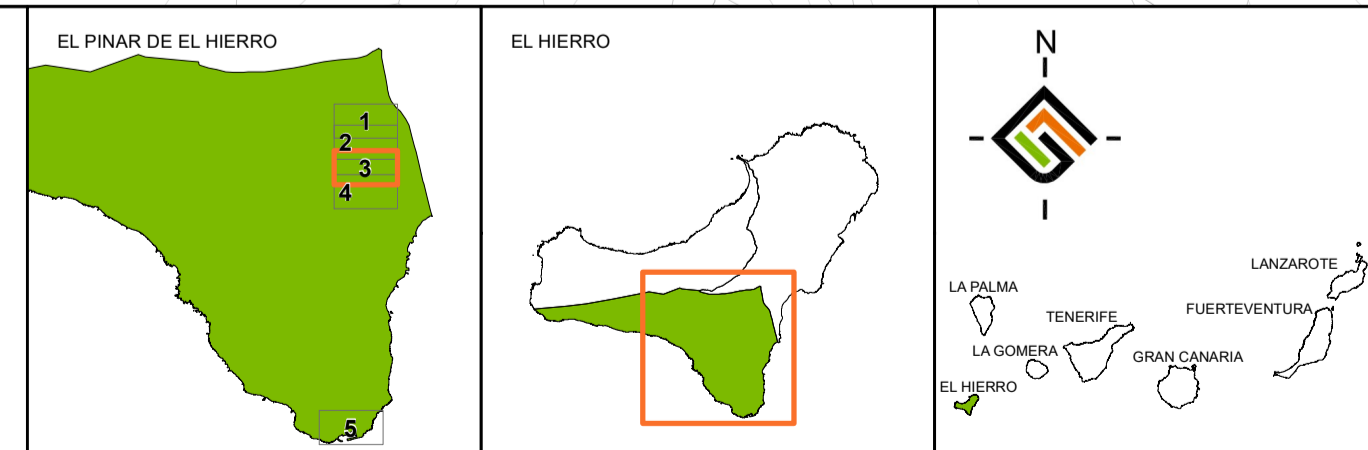 EL PINAR DE EL HIERRO
1
2
3
4
5
EL HIERRO
N
LANZAROTE
LA PALMA
FUERTEVENTURA
TENERIFE
LA GOMERA
GRAN CANARIA
EL HIERRO